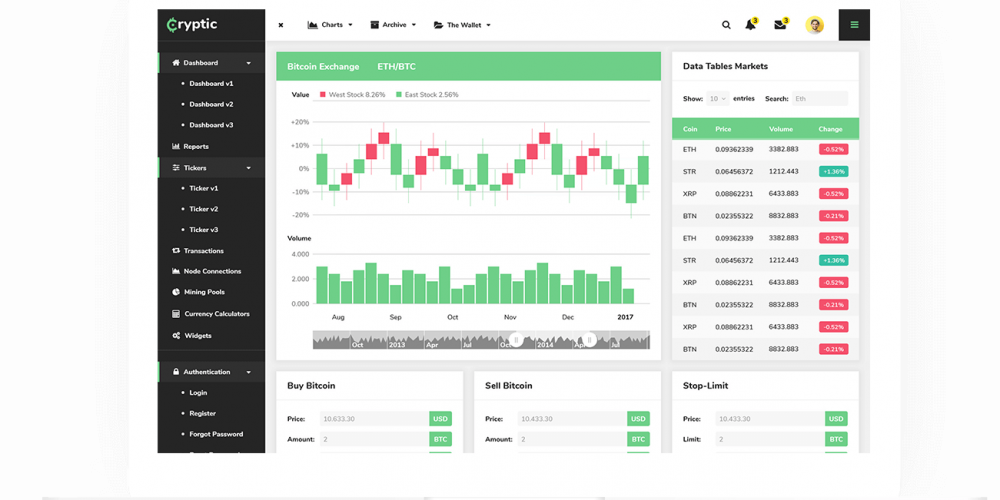 Cryptic
Charts
Archive
The Wallet
3
3
Dashboard
Dashboard v1
Dashboard v2
Dashboard v3
Reports
Tickers
Ticker v1
Ticker v2
Ticker v3
Transactions
Node Connections
Mining Pools
Currency Calculators
Widgets
Authentication
Login
Register
Forgot Password
Bitcoin Exchange ETH/BTC
Value West Stock 8.26% East Stock 2.56%
+20%
+10%
0%
-10%
-20%
Volume
4.000
2.000
0.000
Aug Sep Oct Nov Dec 2017
Oct 2013 Apr Jul 2014 Jul
Data Tables Markets
Show: 10 entries Search: Eth
Coin Price Volume Change
ETH 0.09362339 3382.883 -0.52%
STR 0.06456372 1212.443 +1.36%
XRP 0.08862231 6433.883 -0.52%
BTN 0.02355322 8832.883 -0.21%
ETH 0.09362339 3382.883 -0.52%
STR 0.06456372 1212.443 +1.36%
XRP 0.08862231 6433.883 -0.52%
BTN 0.02355322 8832.883 -0.21%
XRP 0.08862231 6433.883 -0.52%
BTN 0.02355322 8832.883 -0.21%
Buy Bitcoin
Price: 10.633.30 USD
Amount: 2 BTC
Sell Bitcoin
Price: 10.433.30 USD
Amount: 2 BTC
Stop-Limit
Price: 10.433.30 USD
Limit: 2 BTC